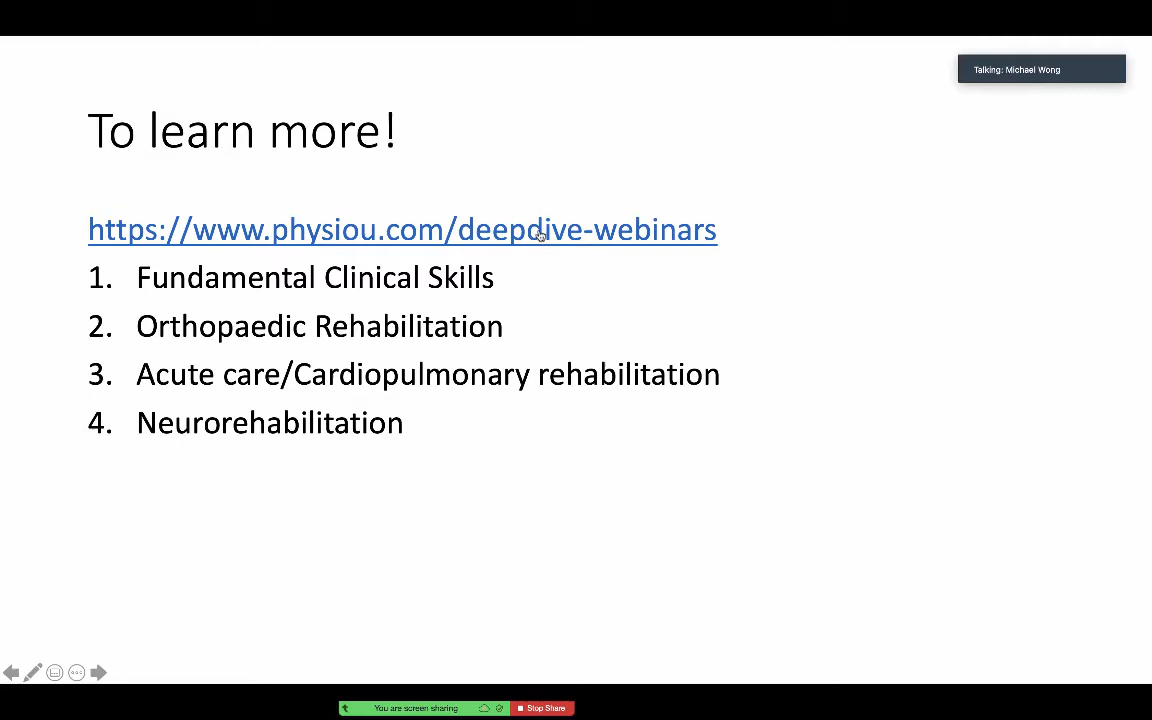 Talking: Michael Wong
To learn more!
https://www.physiou.com/deepdive-webinars
1. Fundamental Clinical Skills
2. Orthopaedic Rehabilitation
3. Acute care/Cardiopulmonary rehabilitation
4. Neurorehabilitation
You are screen sharing Stop Share